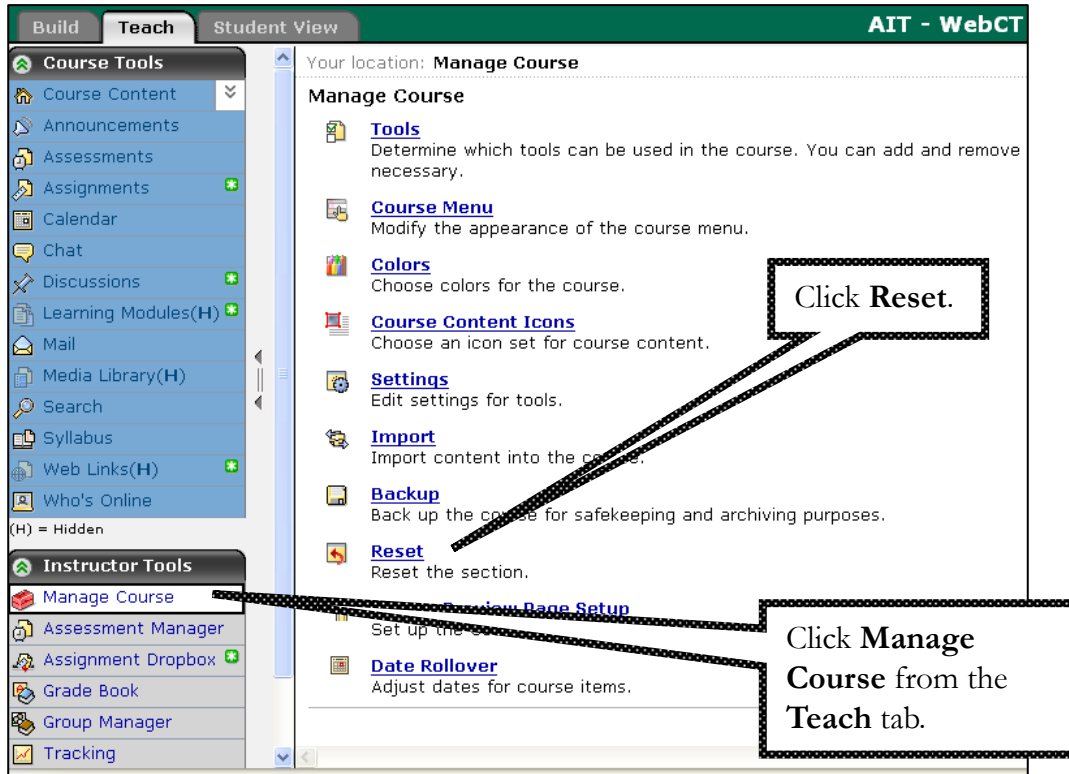 Build Teach Student View AIT - WebCT
Course Tools
Course Content
Announcements
Assessments
Assignments
Calendar
Chat
Discussions
Learning Modules(H)
Mail
Media Library(H)
Search
Syllabus
Web Links(H)
Who's Online
(H) = Hidden
Instructor Tools
Manage Course
Assessment Manager
Assignment Dropbox
Grade Book
Group Manager
Tracking
Your location: Manage Course
Manage Course
Tools
Determine which tools can be used in the course. You can add and remove
necessary.
Course Menu
Modify the appearance of the course menu.
Colors
Choose colors for the course.
Course Content Icons
Choose an icon set for course content.
Settings
Edit settings for tools.
Import
Import content into the course.
Backup
Back up the course for safekeeping and archiving purposes.
Reset
Reset the section.
Preview Page Setup
Set up the
Date Rollover
Adjust dates for course items.
Click Reset.
Click Manage
Course from the
Teach tab.